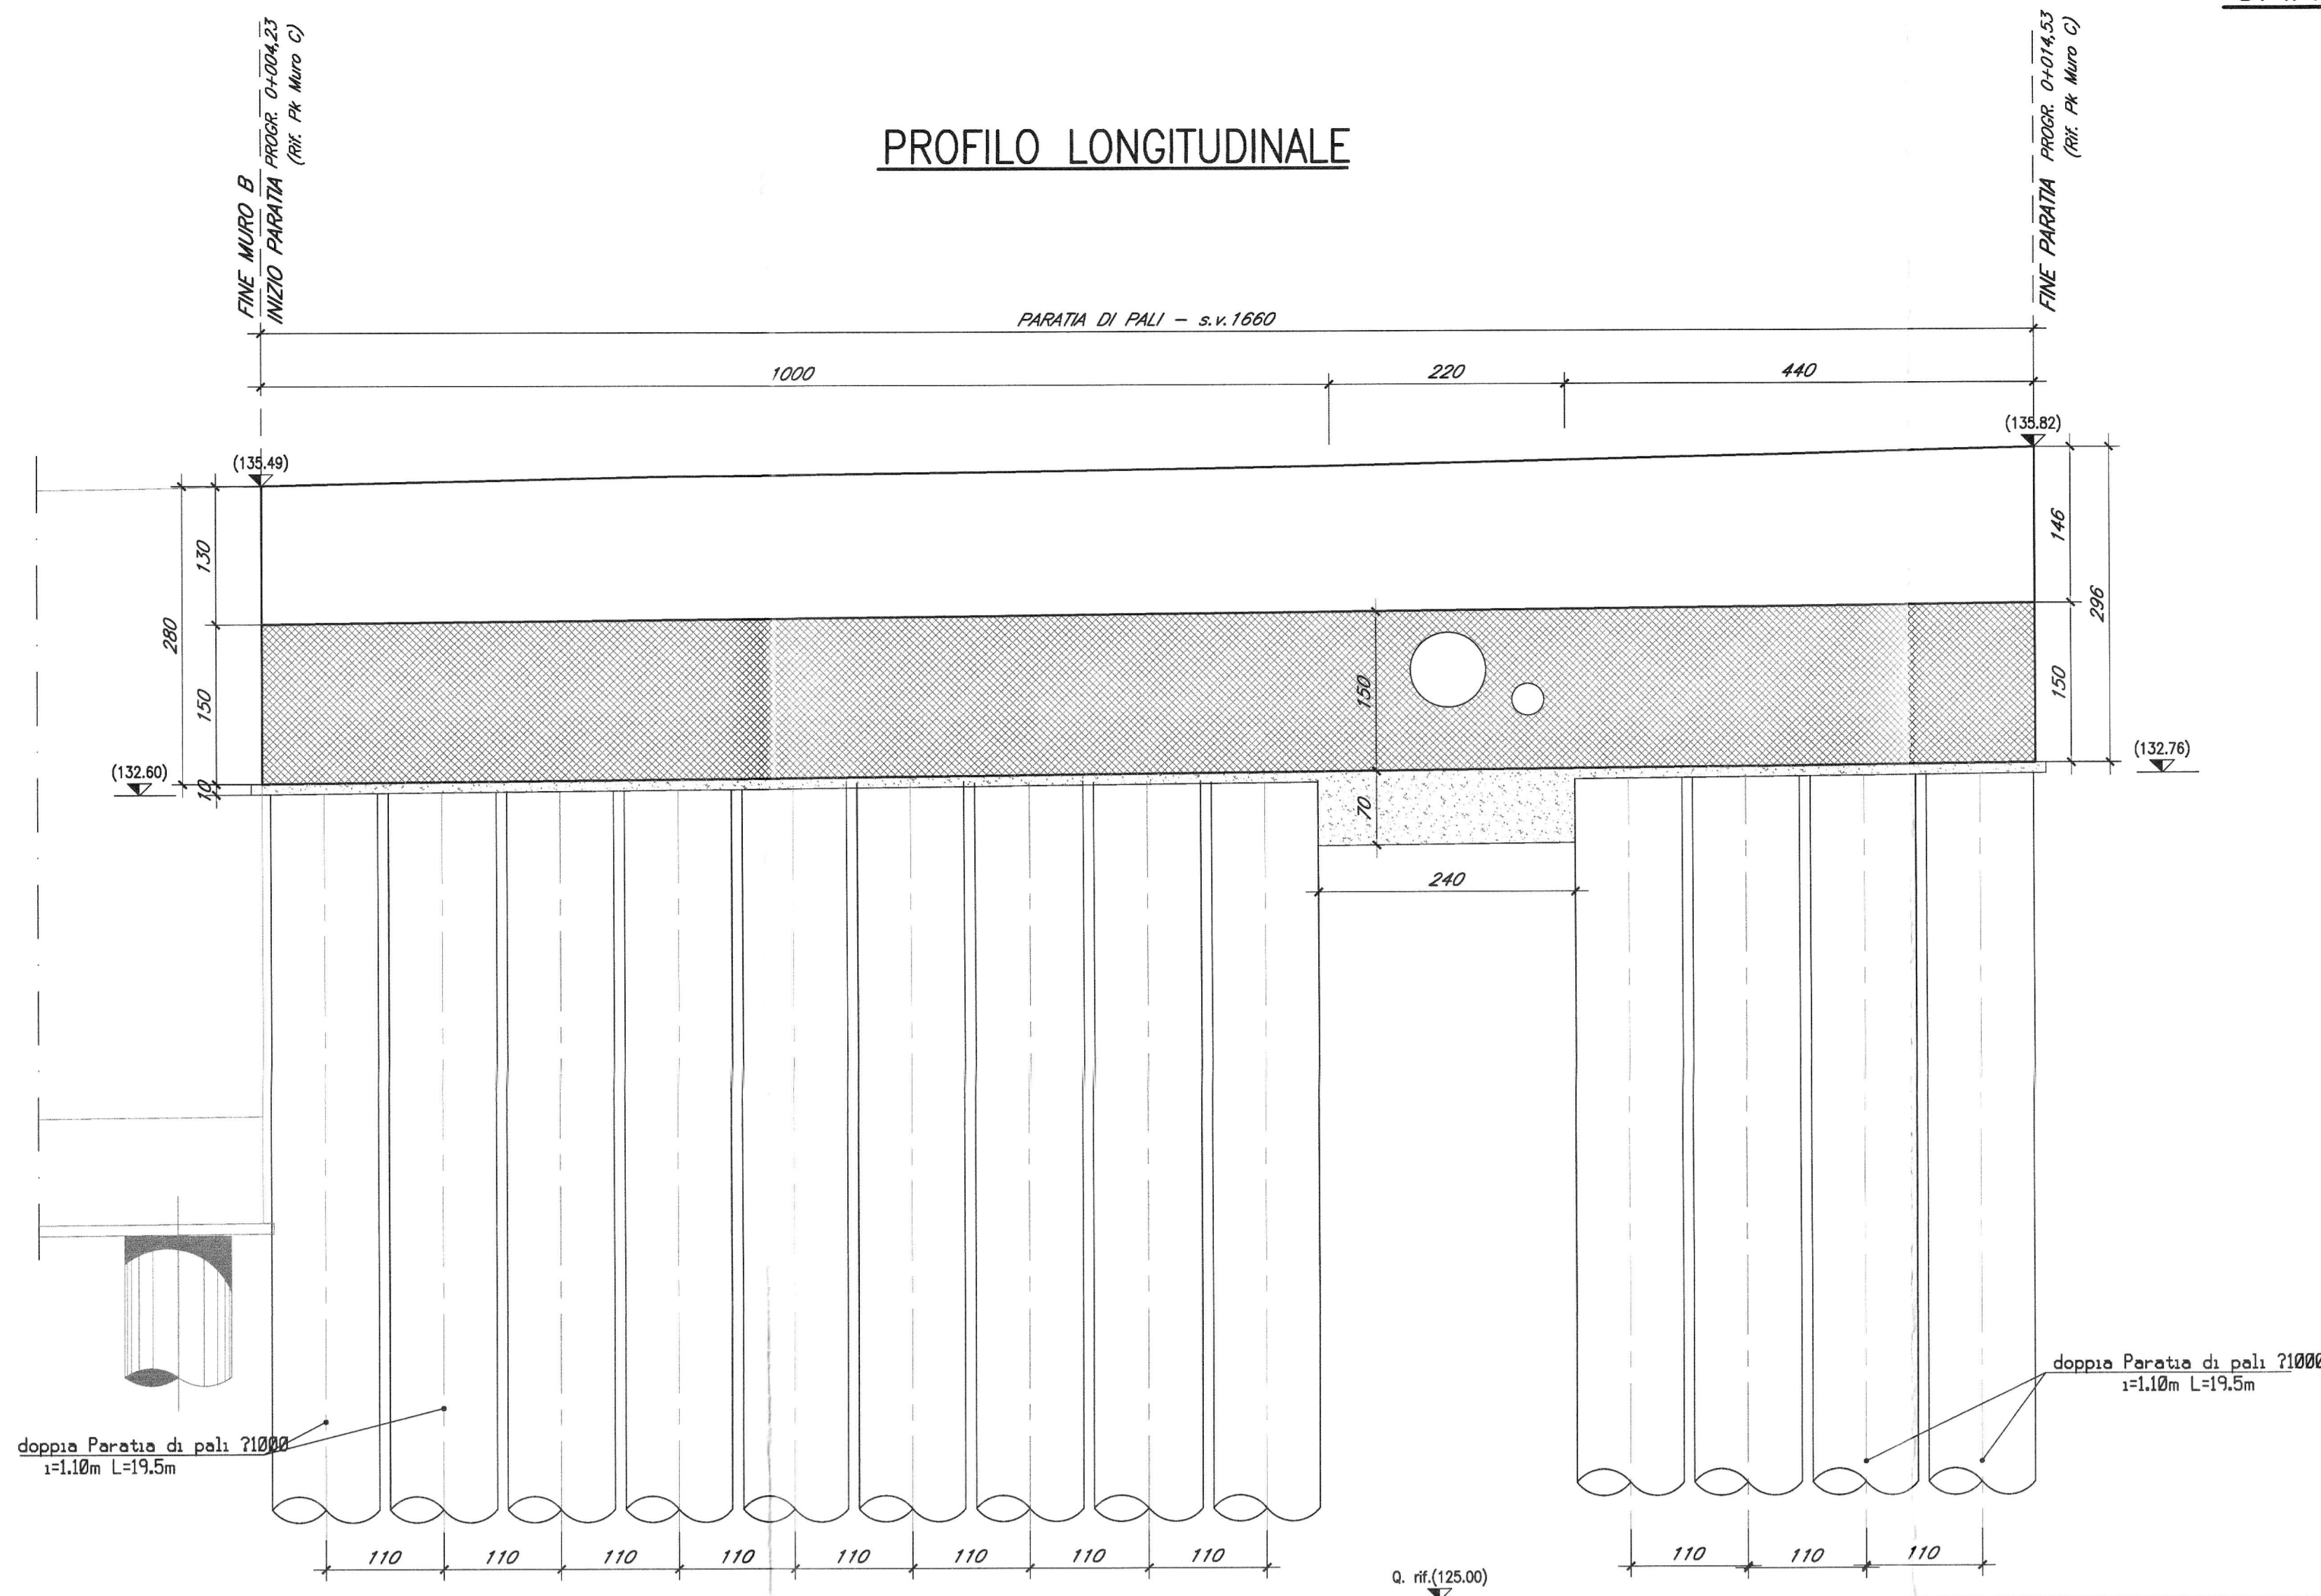 FINE MURO B
INIZIO PARATIA PROGR. 0+004,23
(Rif. Pk Muro C)
PROFILO LONGITUDINALE
FINE PARATIA PROGR. 0+014,53
(Rif. Pk Muro C)
PARATIA DI PALI – s.v.1660
1000
220
440
(135.49)
(135.82)
130
280
150
10
(132.60)
150
70
240
146
296
150
(132.76)
doppia Paratia di pali ?1000
i=1.10m L=19.5m
doppia Paratia di pali ?1000
i=1.10m L=19.5m
110
110
110
110
110
110
110
110
110
110
110
Q. rif.(125.00)